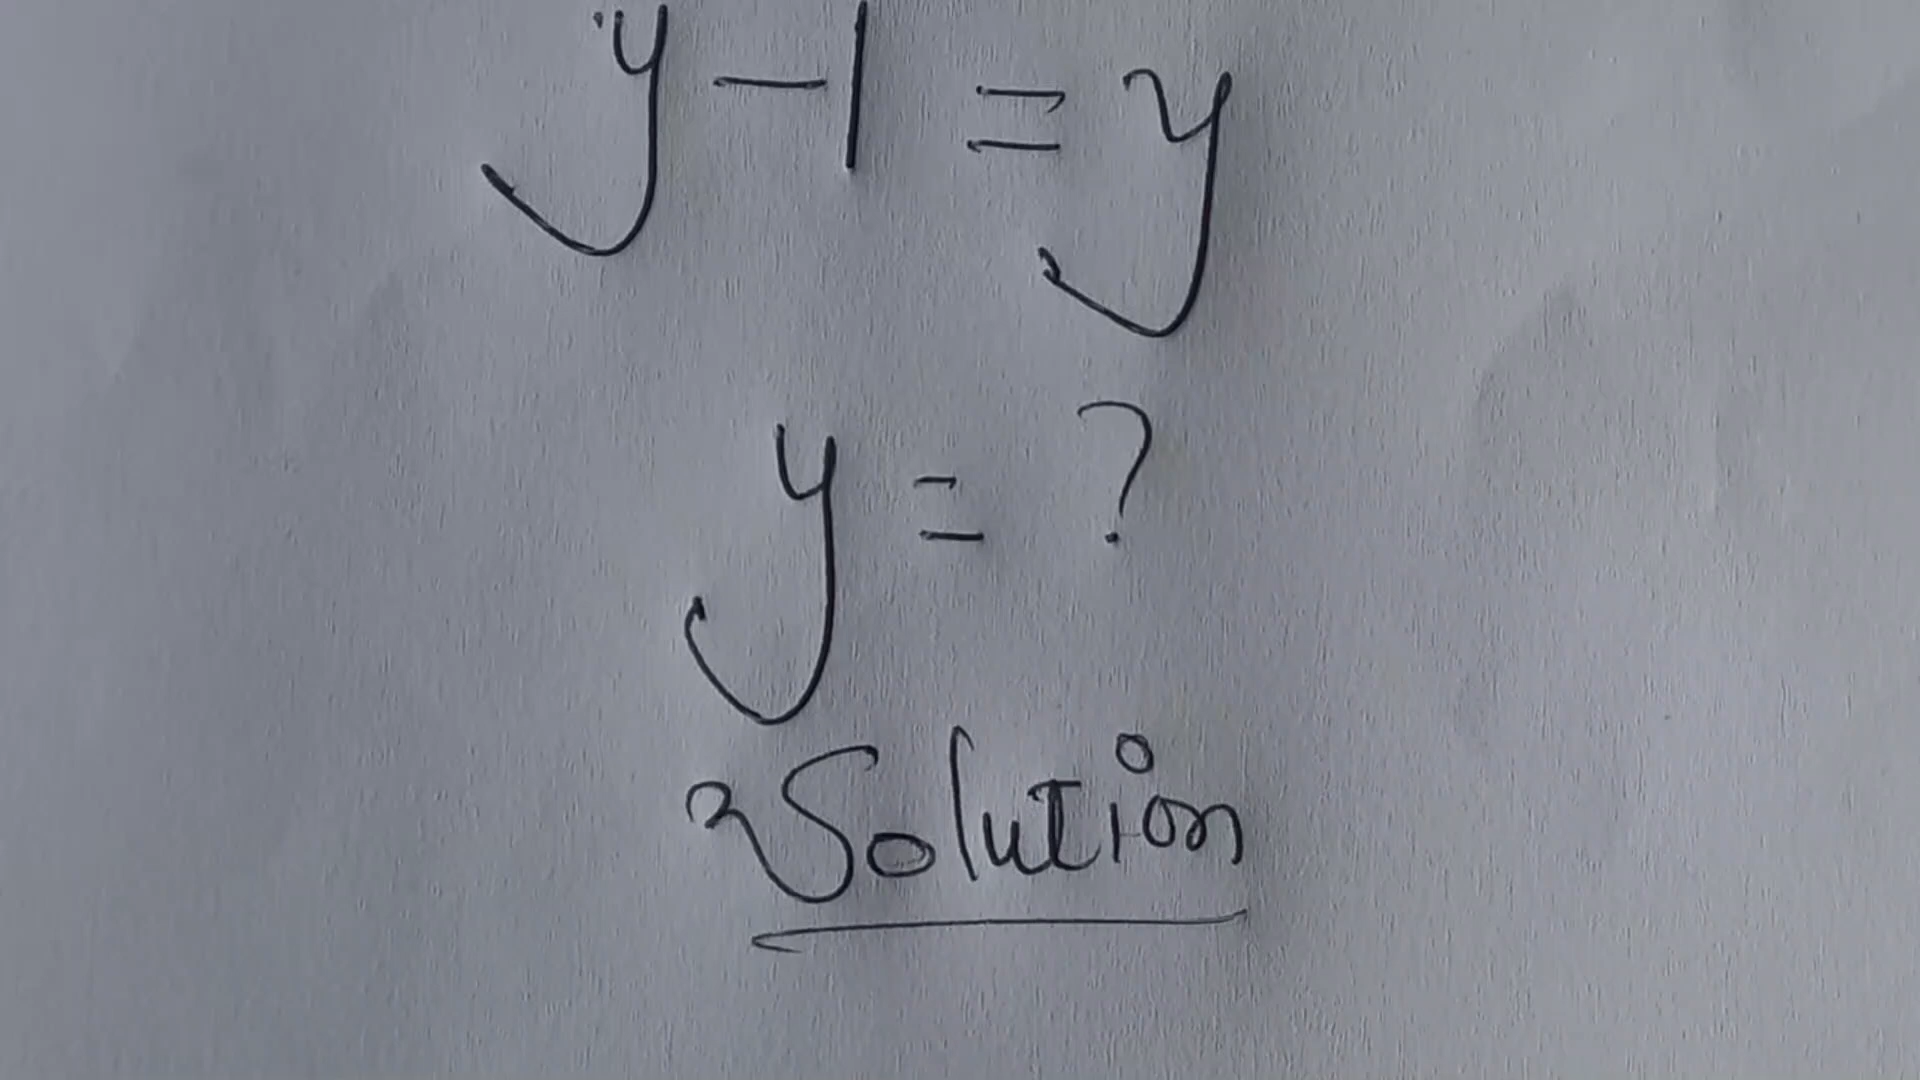 y - 1 = y
y = ?
Solution